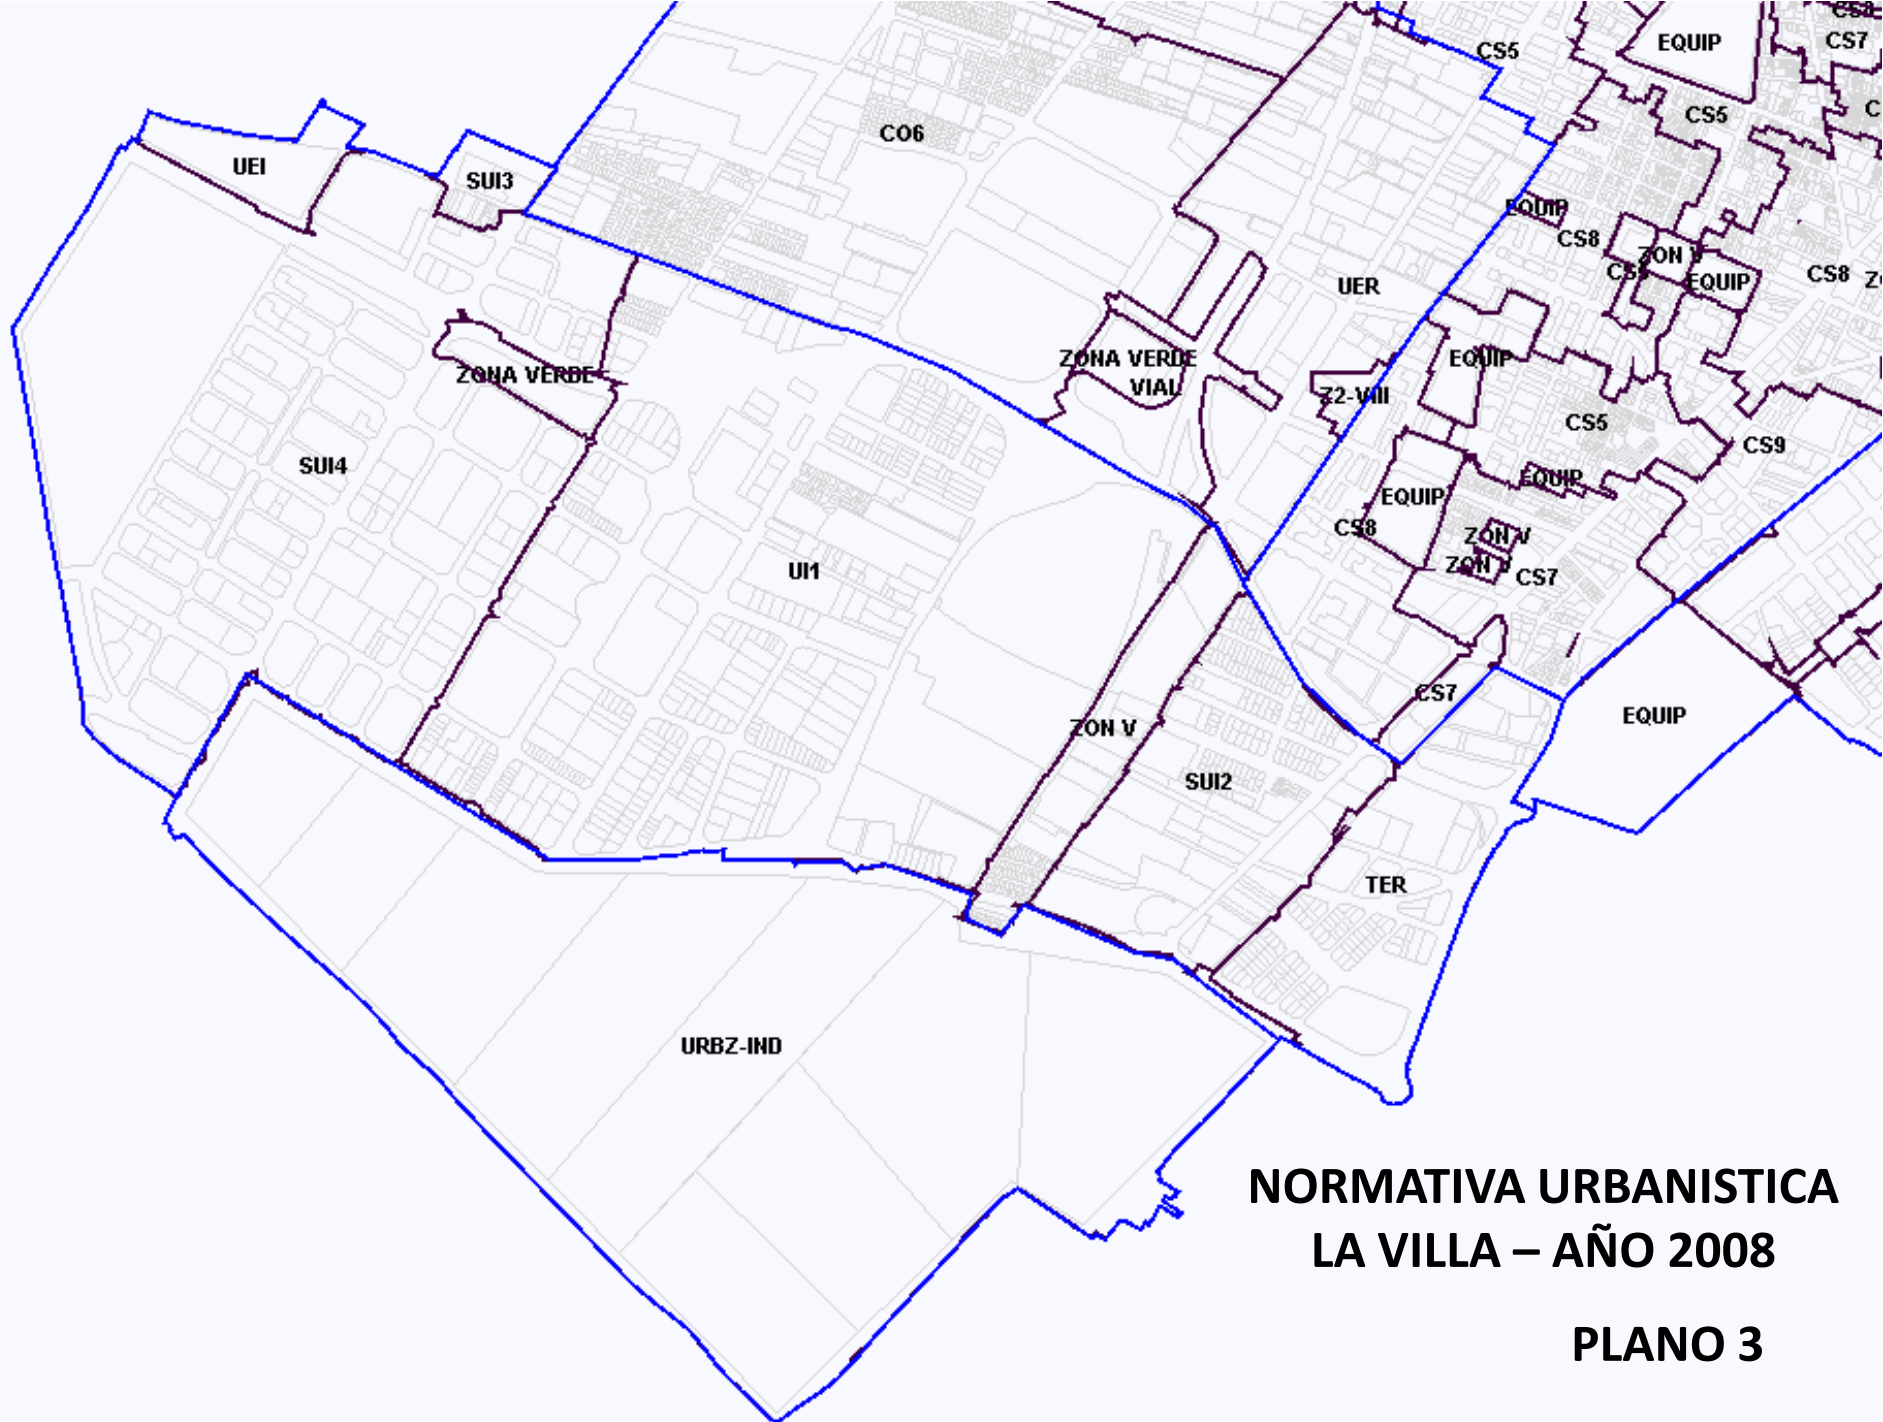 CS8
CS7
EQUIP
CS5
C
CS5
CO6
UEI
SUI3
EQUIP
CS8
ZON V
CS8
EQUIP
UER
ZONA VERDE
VIAL
ZONA VERDE
EQUIP
Z2-VIII
CS5
CS9
SUI4
EQUIP
EQUIP
CS8
ZON V
ZON V
CS7
UI1
CS7
EQUIP
ZON V
SUI2
TER
URBZ-IND
NORMATIVA URBANISTICA
LA VILLA – AÑO 2008
PLANO 3